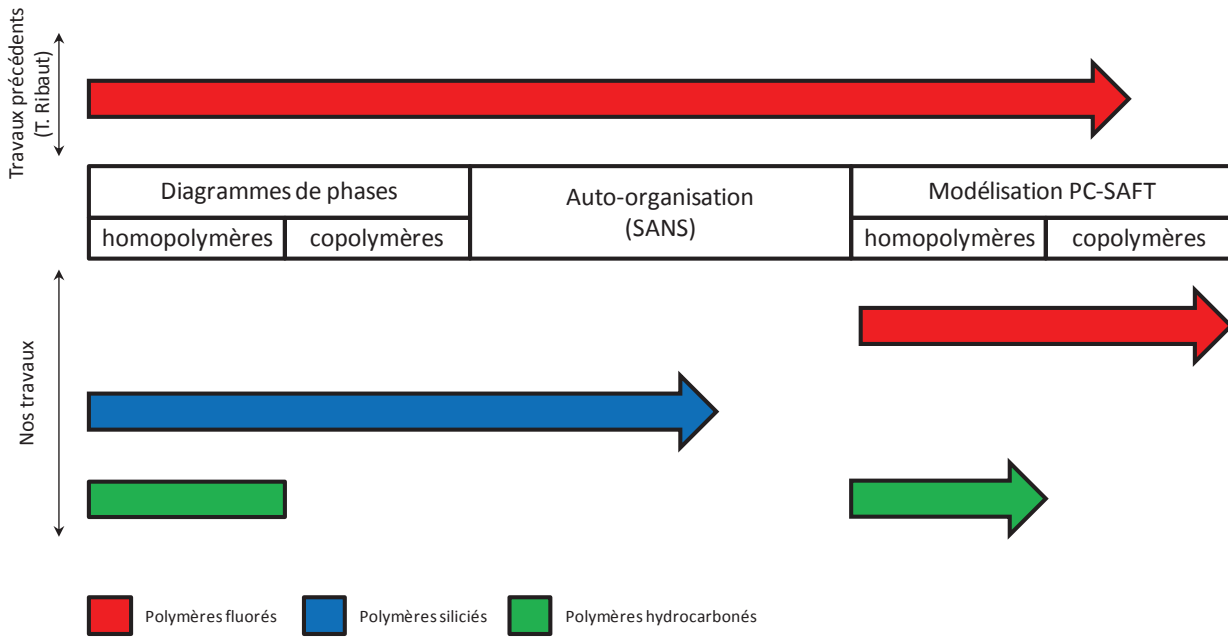 Travaux précédents
(T. Ribaut)
Diagrammes de phases
Auto-organisation
(SANS)
Modélisation PC-SAFT
homopolymères
copolymères
homopolymères
copolymères
Nos travaux
Polymères fluorés
Polymères siliciés
Polymères hydrocarbonés